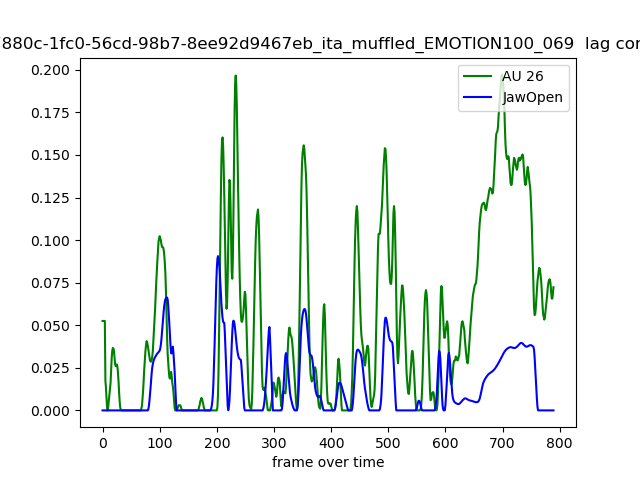 7880c-1fc0-56cd-98b7-8ee92d9467eb_ita_muffled_EMOTION100_069 lag cor
AU 26
JawOpen
0.200
0.175
0.150
0.125
0.100
0.075
0.050
0.025
0.000
0 100 200 300 400 500 600 700 800
frame over time